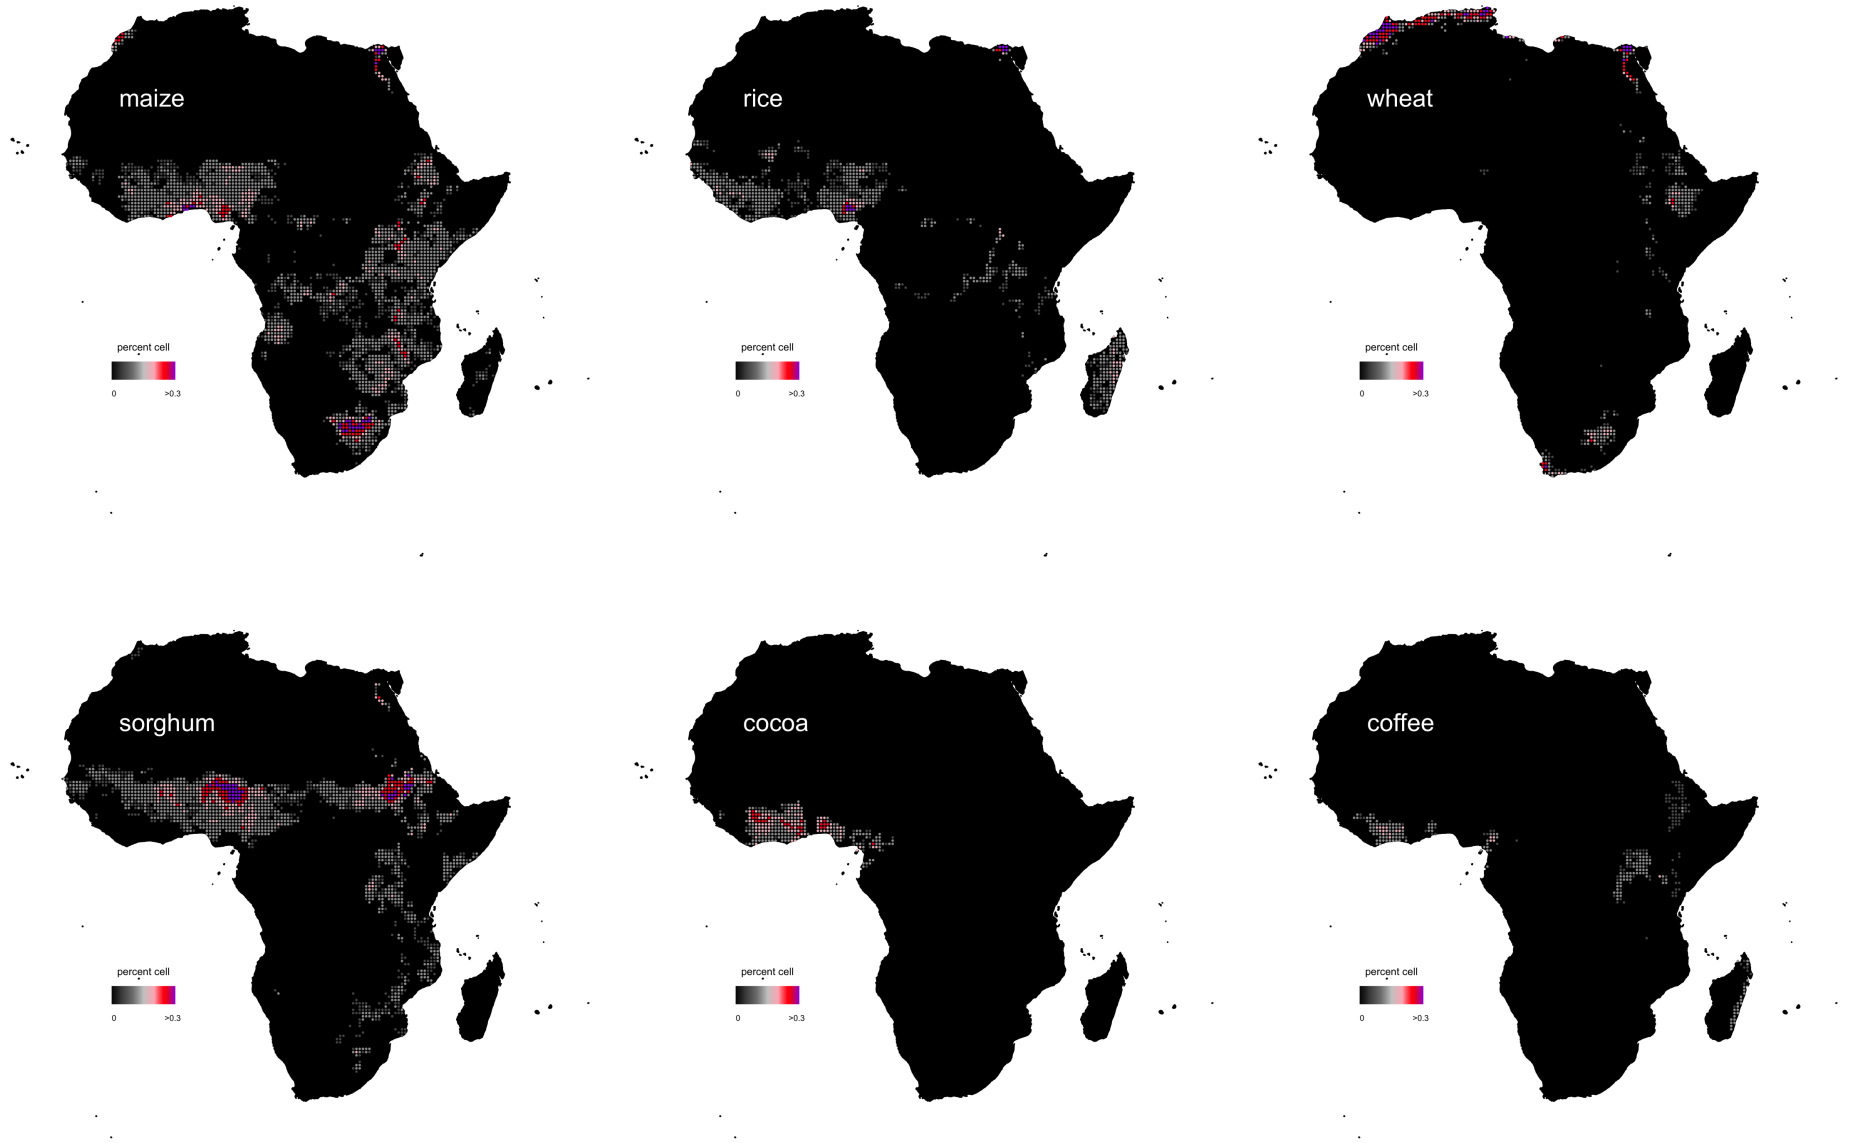 maize
rice
wheat
percent cell
0 >0.3
percent cell
0 >0.3
percent cell
0 >0.3
sorghum
cocoa
coffee
percent cell
0 >0.3
percent cell
0 >0.3
percent cell
0 >0.3